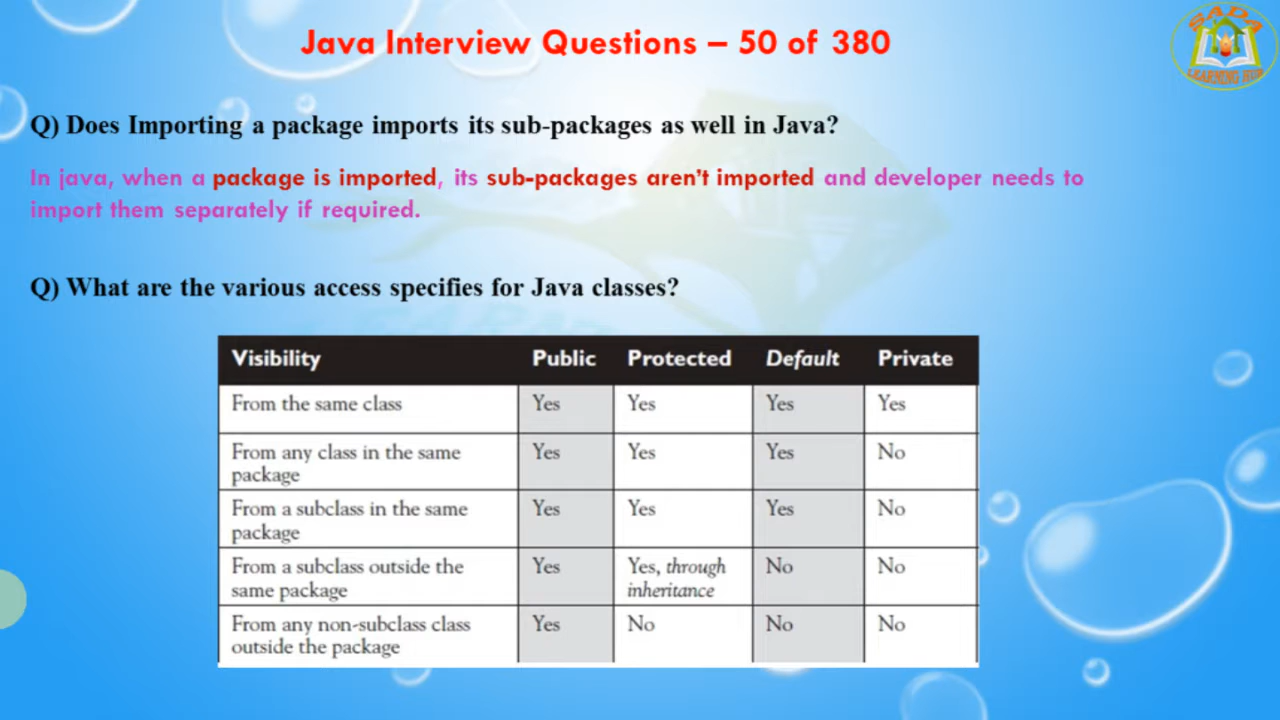 Java Interview Questions – 50 of 380
SADA
LEARNING HUB
Q) Does Importing a package imports its sub-packages as well in Java?
In java, when a package is imported, its sub-packages aren't imported and developer needs to
import them separately if required.
Q) What are the various access specifies for Java classes?
Visibility Public Protected Default Private
From the same class Yes Yes Yes Yes
From any class in the same Yes Yes Yes No
package
From a subclass in the same Yes Yes Yes No
package
From a subclass outside the Yes Yes, through No No
same package inheritance
From any non-subclass class Yes No No No
outside the package